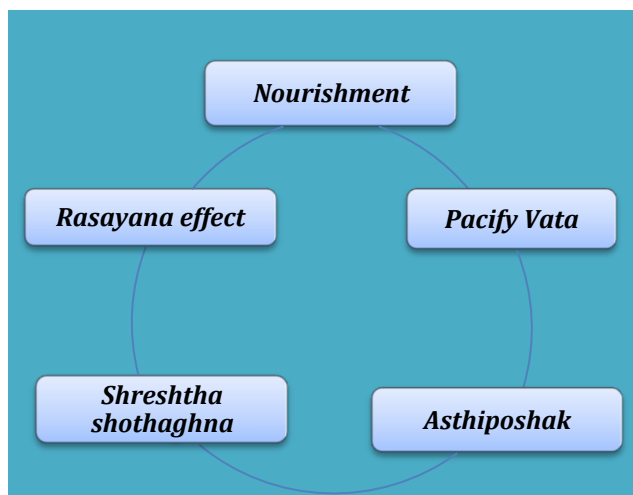 Nourishment
Rasayana effect
Pacify Vata
Shreshtha
shothaghna
Asthiposhak